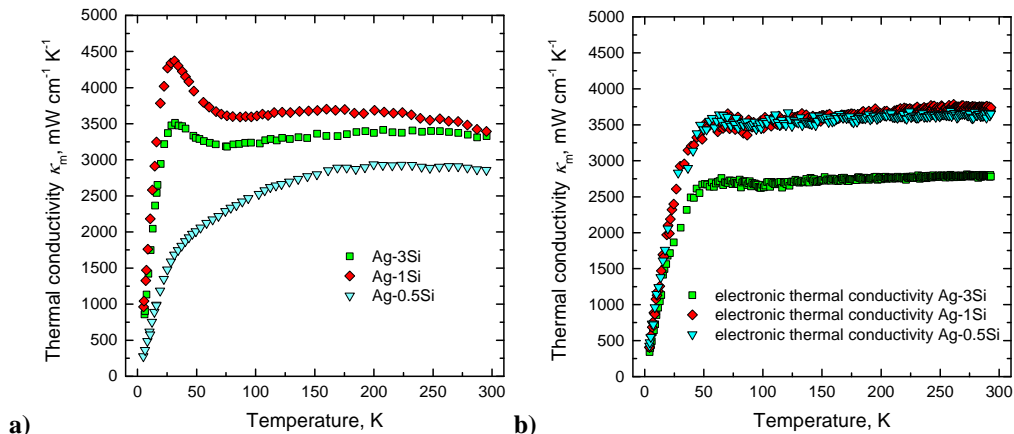 5000
4500
4000
3500
3000
2500
2000
1500
1000
500
0
Thermal conductivity κm, mW cm-1 K-1
Ag-3Si
Ag-1Si
Ag-0.5Si
0 50 100 150 200 250 300
Temperature, K
a)
5000
4500
4000
3500
3000
2500
2000
1500
1000
500
0
Thermal conductivity κm, mW cm-1 K-1
electronic thermal conductivity Ag-3Si
electronic thermal conductivity Ag-1Si
electronic thermal conductivity Ag-0.5Si
0 50 100 150 200 250 300
Temperature, K
b)